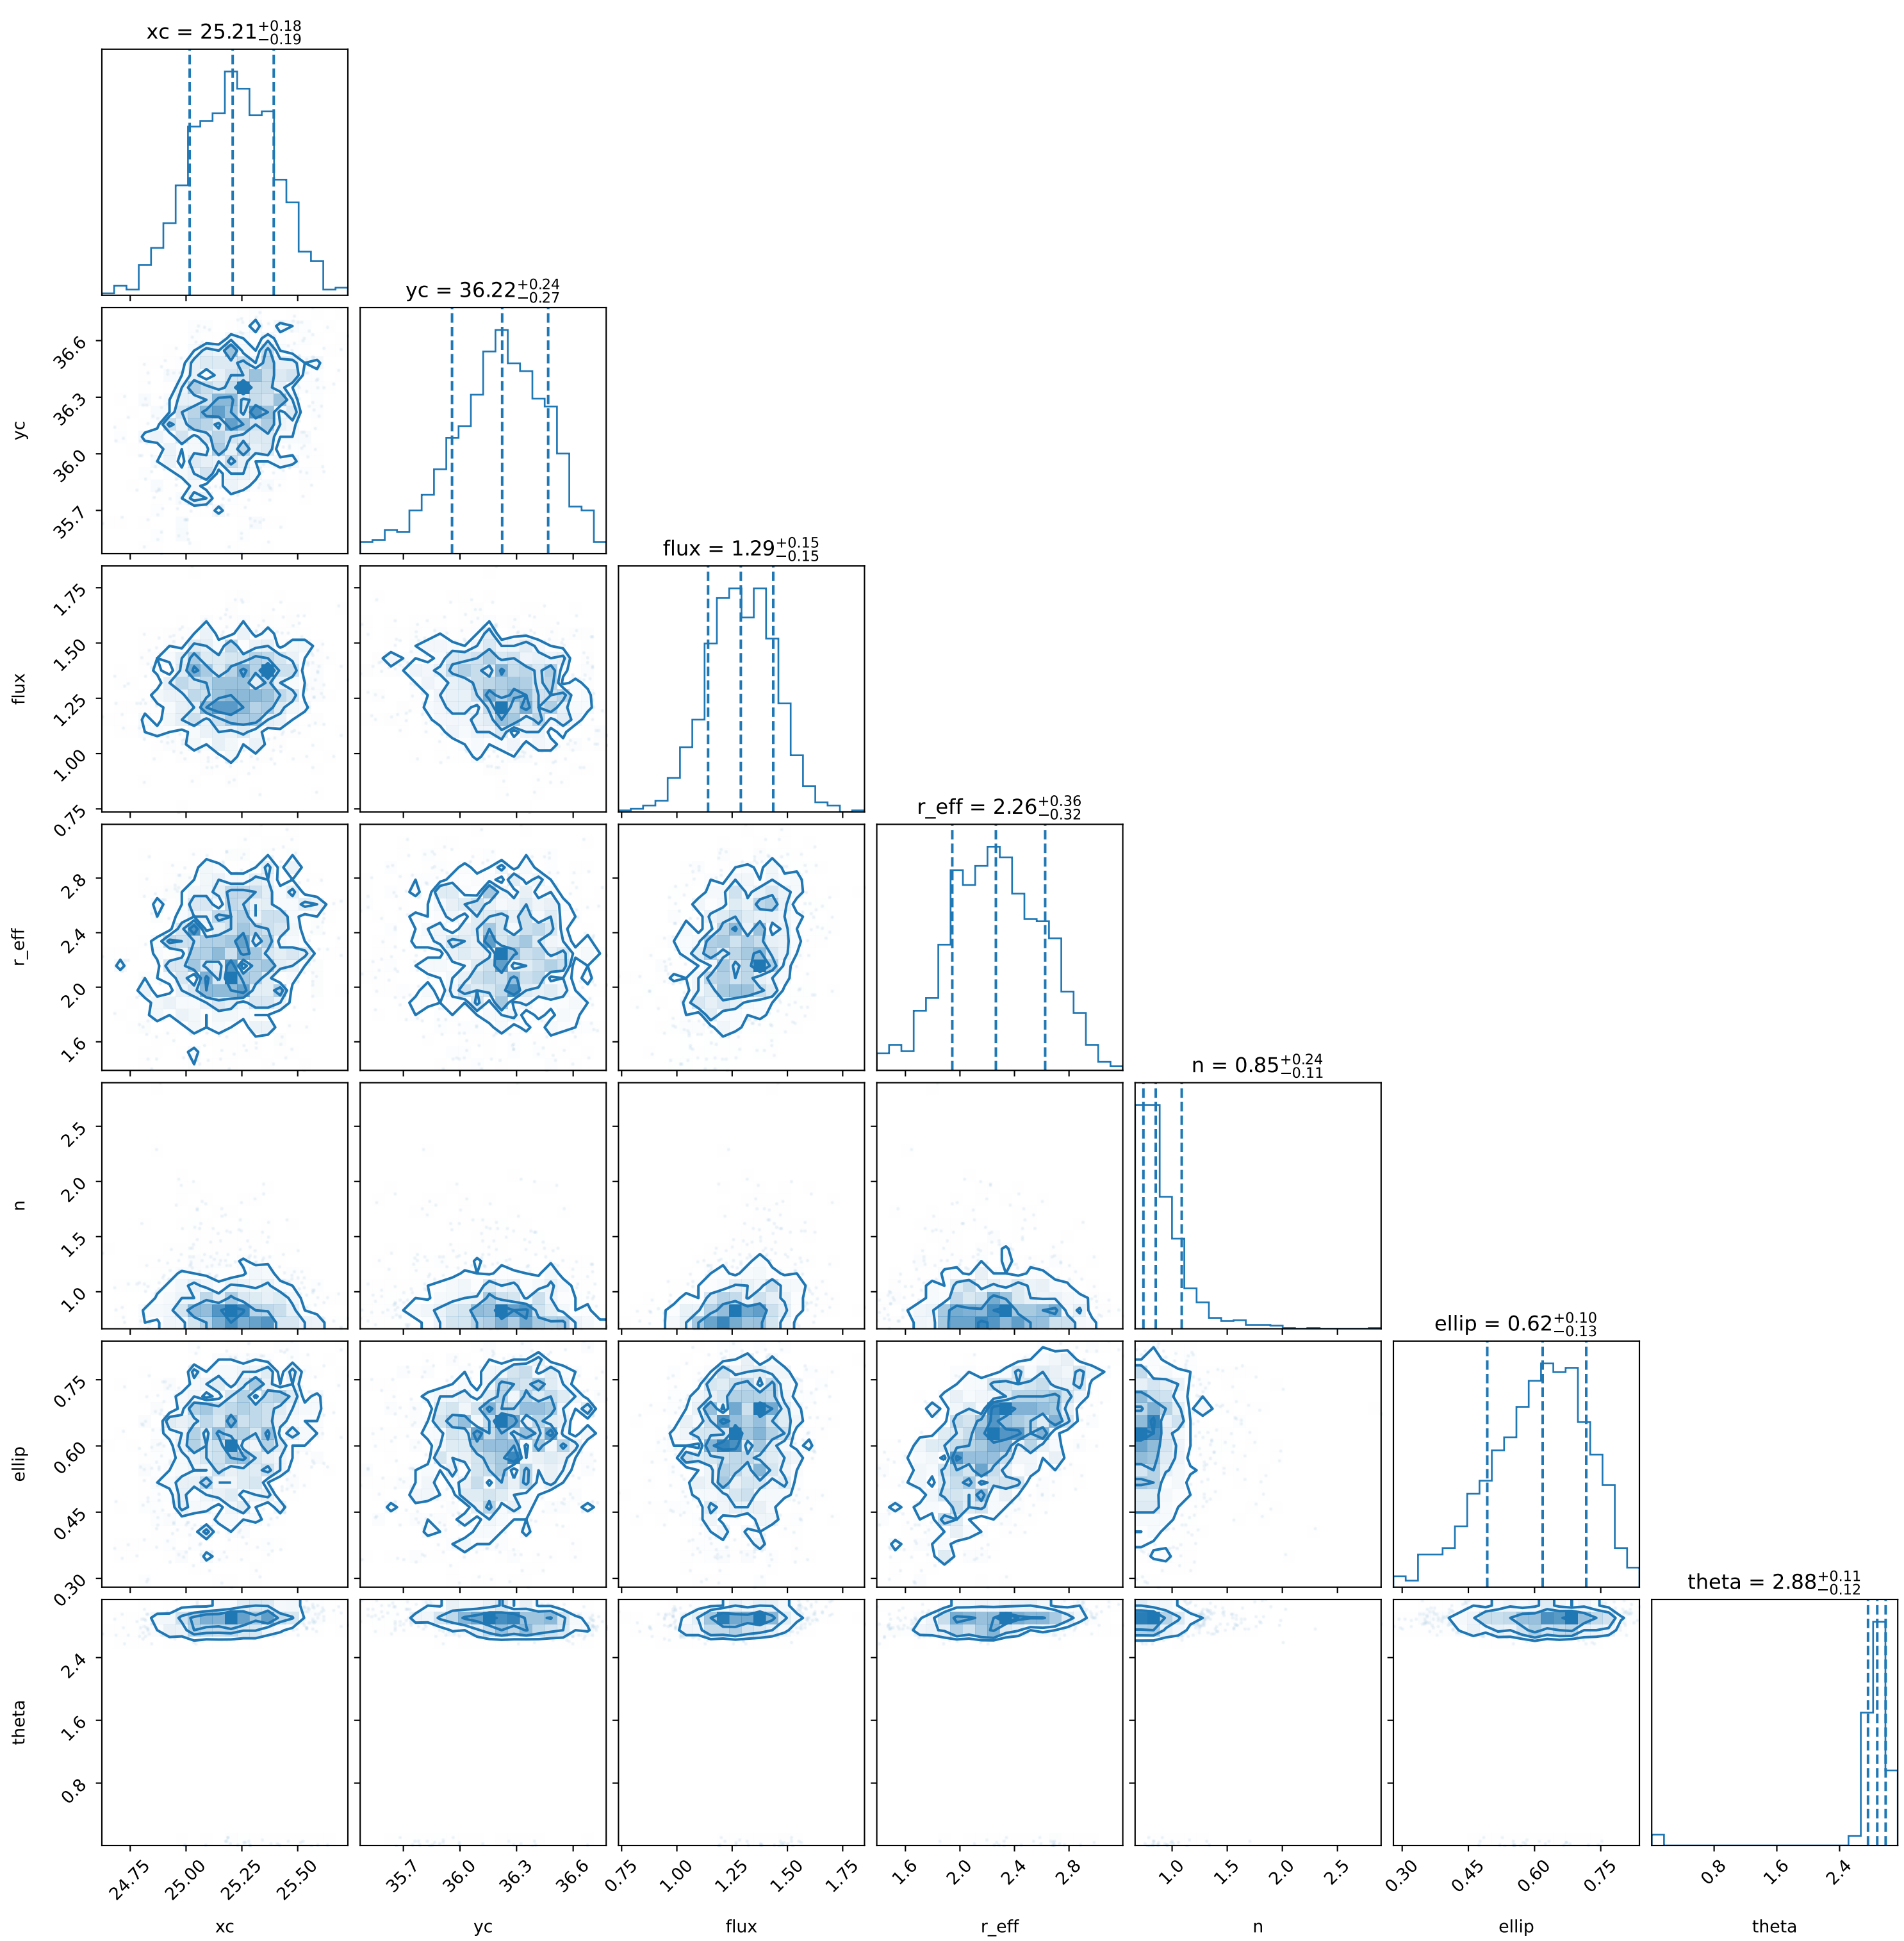 xc = 25.21+0.18−0.19
yc = 36.22+0.24−0.27
36.6
36.3
36.0
35.7
yc
flux = 1.29+0.15−0.15
1.75
1.50
1.25
1.00
0.75
flux
r_eff = 2.26+0.36−0.32
2.8
2.4
2.0
1.6
r_eff
n = 0.85+0.24−0.11
2.5
2.0
1.5
1.0
n
ellip = 0.62+0.10−0.13
0.75
0.60
0.45
0.30
ellip
theta = 2.88+0.11−0.12
2.4
1.6
0.8
theta
24.75 25.00 25.25 25.50 35.7 36.0 36.3 36.6 0.75 1.00 1.25 1.50 1.75 1.6 2.0 2.4 2.8 1.0 1.5 2.0 2.5 0.30 0.45 0.60 0.75 0.8 1.6 2.4
xc yc flux r_eff n ellip theta